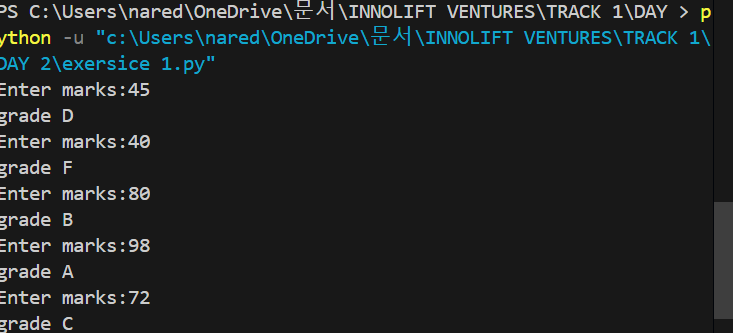 PS C:\Users\nared\OneDrive\문서\INNOLIFT VENTURES\TRACK 1\DAY > p
ython -u "c:\Users\nared\OneDrive\문서\INNOLIFT VENTURES\TRACK 1\
DAY 2\exersice 1.py"
Enter marks:45
grade D
Enter marks:40
grade F
Enter marks:80
grade B
Enter marks:98
grade A
Enter marks:72
grade C